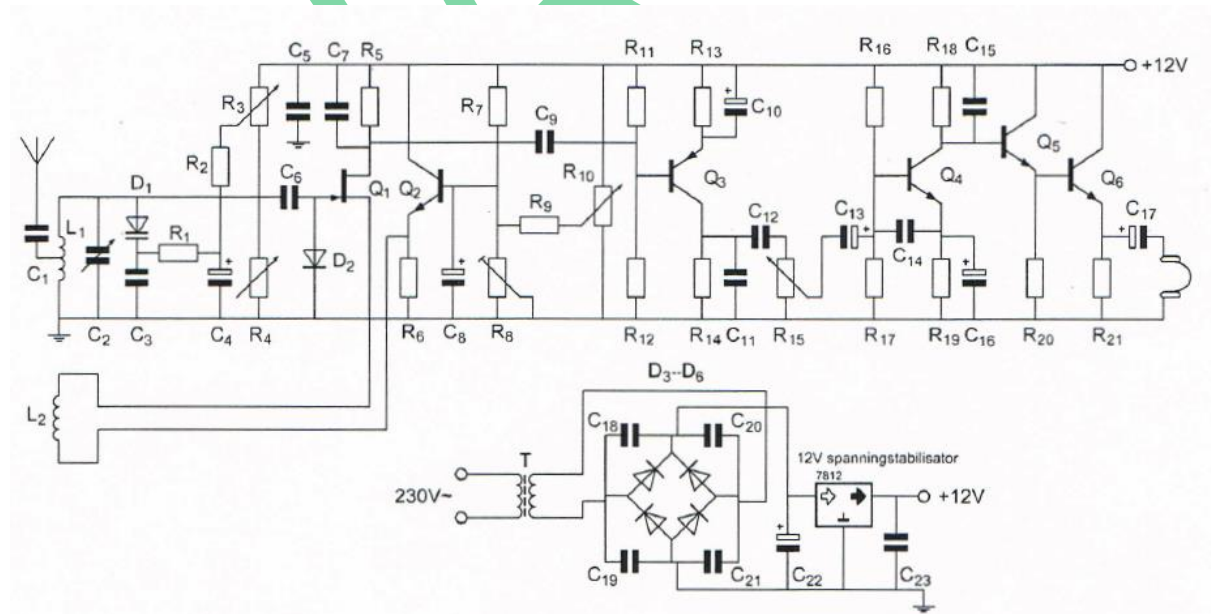 C5 C7 R5 R11 R13 R16 R18 C15
+12V
R3 R7 C9 C10
R2 Q5
D1 C6 Q1 Q2 R10 Q3 Q4 Q6
L1 R1 R9 C12 C13 C17
D2 C14
C1
C2 C3 C4 R4 R6 C8 R8 R12 R14 C11 R15 R17 R19 C16 R20 R21
D3--D6
L2
C18 C20
T
12V spanningstabilisator
7812
230V~ +12V
C19 C21 C22 C23